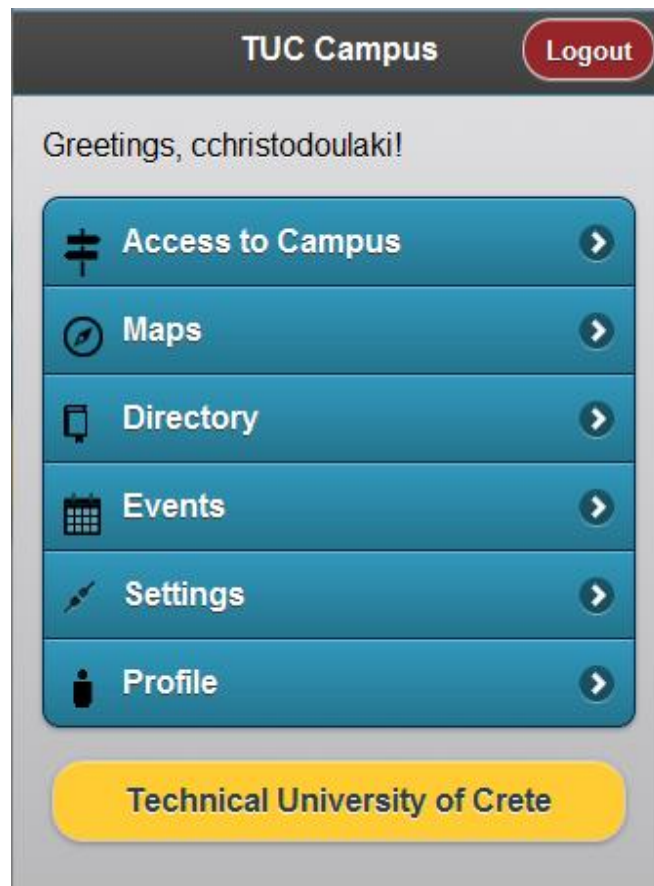 TUC Campus Logout
Greetings, cchristodoulaki!
Access to Campus
Maps
Directory
Events
Settings
Profile
Technical University of Crete